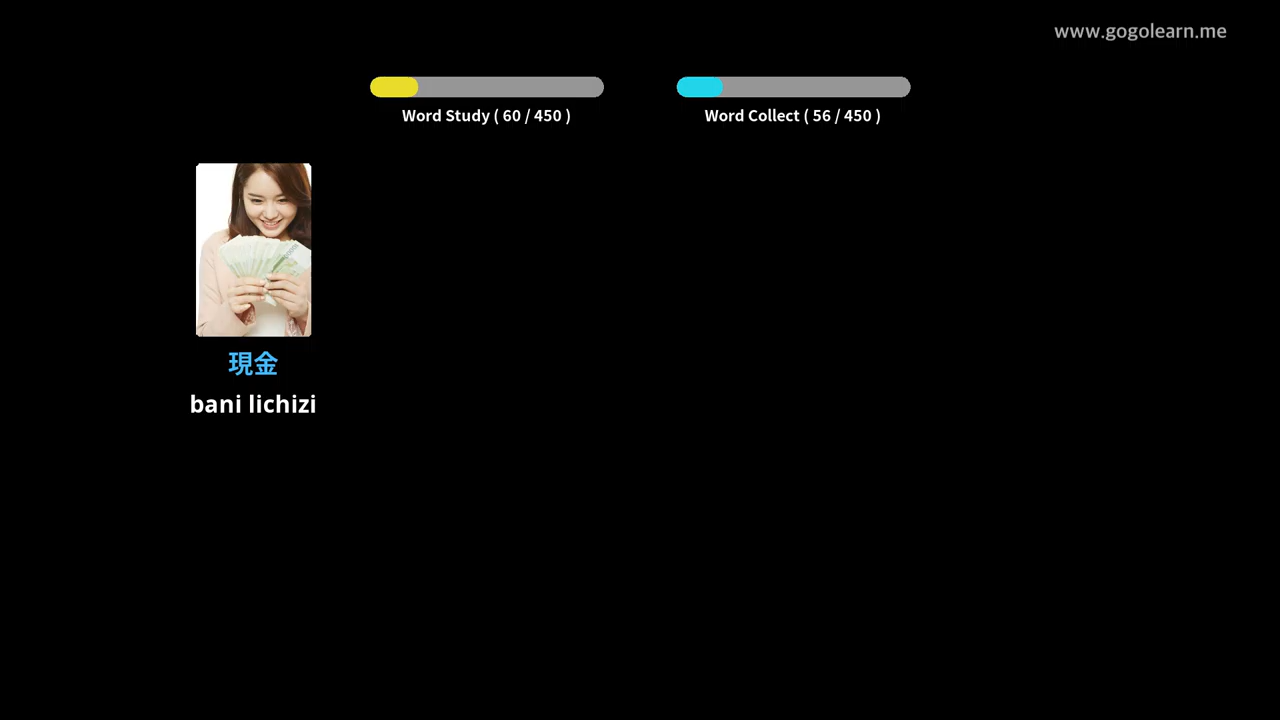 www.gogolearn.me
Word Study ( 60 / 450 )
Word Collect ( 56 / 450 )
現金
bani lichizi